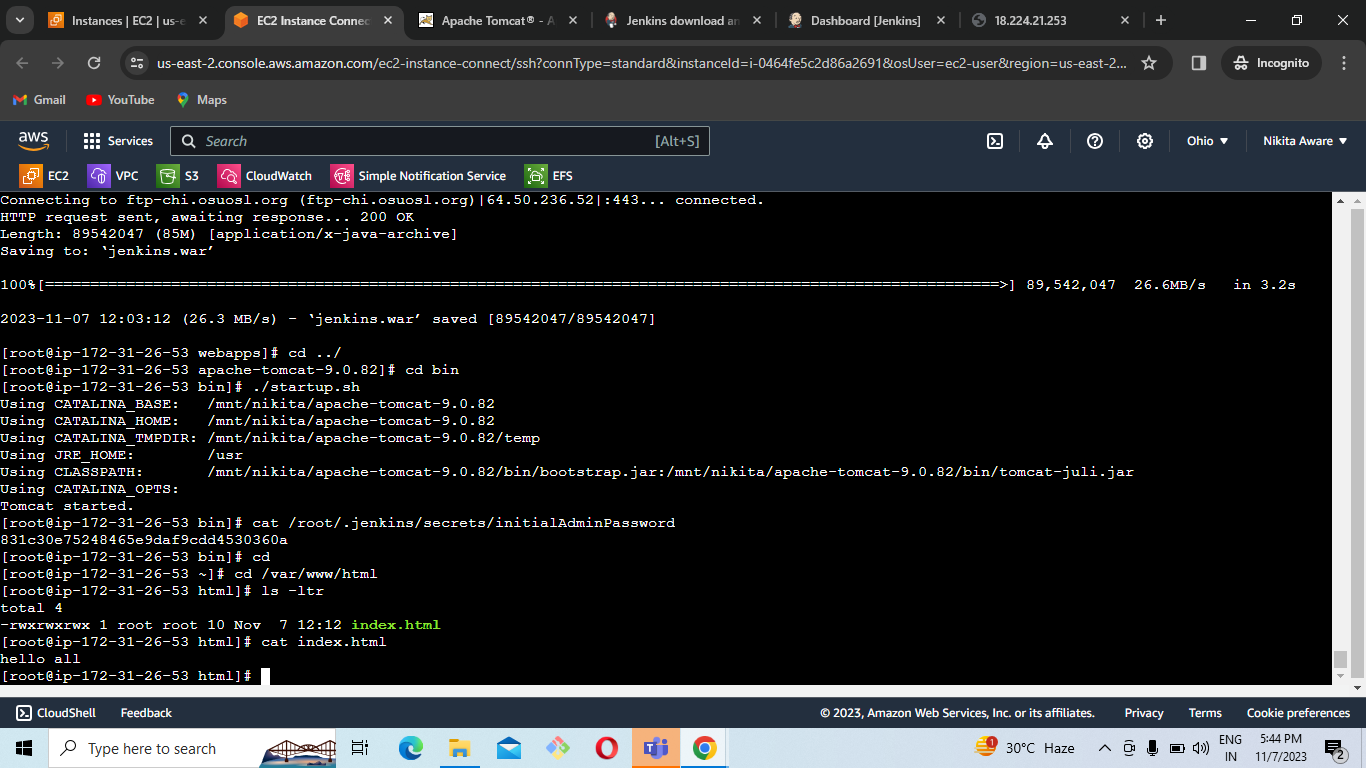 Instances | EC2 | us-e
EC2 Instance Connec
Apache Tomcat® - A
Jenkins download an
Dashboard [Jenkins]
18.224.21.253
us-east-2.console.aws.amazon.com/ec2-instance-connect/ssh?connType=standard&instanceId=i-0464fe5c2d86a2691&osUser=ec2-user&region=us-east-2...
Incognito
Gmail
YouTube
Maps
aws
Services
Search
[Alt+S]
Ohio
Nikita Aware
EC2
VPC
S3
CloudWatch
Simple Notification Service
EFS
Connecting to ftp-chi.osuosl.org (ftp-chi.osuosl.org)|64.50.236.52|:443... connected.
HTTP request sent, awaiting response... 200 OK
Length: 89542047 (85M) [application/x-java-archive]
Saving to: ‘jenkins.war’
100%[==========================================================================================================>] 89,542,047  26.6MB/s   in 3.2s
2023-11-07 12:03:12 (26.3 MB/s) - ‘jenkins.war’ saved [89542047/89542047]
[root@ip-172-31-26-53 webapps]# cd ../
[root@ip-172-31-26-53 apache-tomcat-9.0.82]# cd bin
[root@ip-172-31-26-53 bin]# ./startup.sh
Using CATALINA_BASE:   /mnt/nikita/apache-tomcat-9.0.82
Using CATALINA_HOME:   /mnt/nikita/apache-tomcat-9.0.82
Using CATALINA_TMPDIR: /mnt/nikita/apache-tomcat-9.0.82/temp
Using JRE_HOME:        /usr
Using CLASSPATH:       /mnt/nikita/apache-tomcat-9.0.82/bin/bootstrap.jar:/mnt/nikita/apache-tomcat-9.0.82/bin/tomcat-juli.jar
Using CATALINA_OPTS:
Tomcat started.
[root@ip-172-31-26-53 bin]# cat /root/.jenkins/secrets/initialAdminPassword
831c30e75248465e9daf9cdd4530360a
[root@ip-172-31-26-53 bin]# cd
[root@ip-172-31-26-53 ~]# cd /var/www/html
[root@ip-172-31-26-53 html]# ls -ltr
total 4
-rwxrwxrwx 1 root root 10 Nov  7 12:12 index.html
[root@ip-172-31-26-53 html]# cat index.html
hello all
[root@ip-172-31-26-53 html]#
CloudShell
Feedback
© 2023, Amazon Web Services, Inc. or its affiliates.
Privacy
Terms
Cookie preferences
Type here to search
1
30°C Haze
ENG
IN
5:44 PM
11/7/2023
2